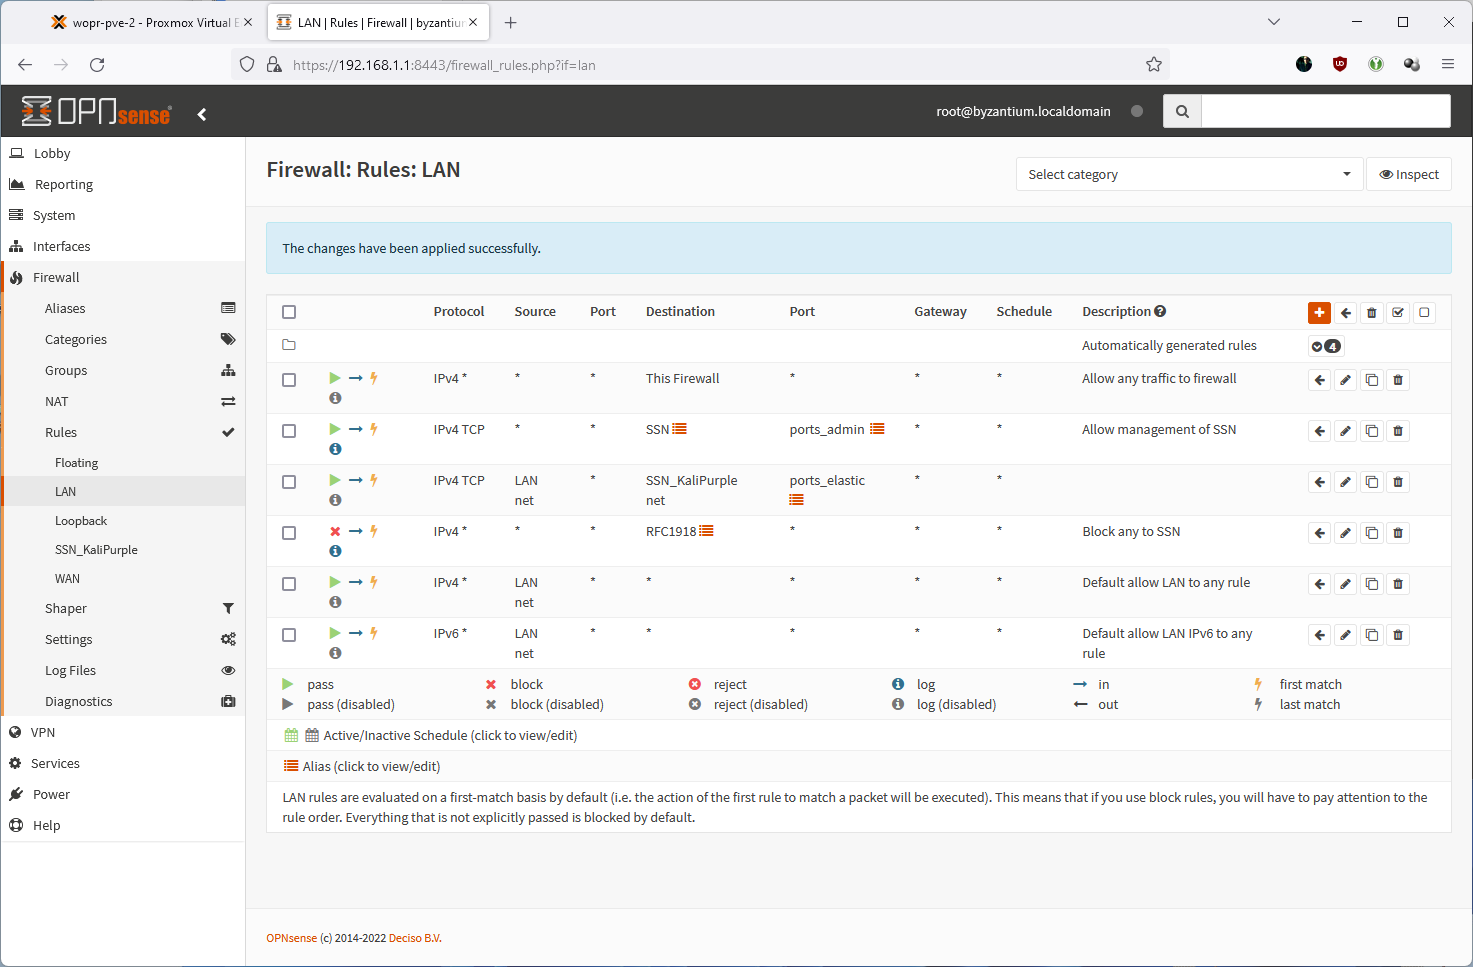 wopr-pve-2 - Proxmox Virtual E
LAN | Rules | Firewall | byzantium
https://192.168.1.1:8443/firewall_rules.php?if=lan
OPNsense
root@byzantium.localdomain
Lobby
Reporting
System
Interfaces
Firewall
Aliases
Categories
Groups
NAT
Rules
Floating
LAN
Loopback
SSN_KaliPurple
WAN
Shaper
Settings
Log Files
Diagnostics
VPN
Services
Power
Help
Firewall: Rules: LAN
Select category
Inspect
The changes have been applied successfully.
Protocol Source Port Destination Port Gateway Schedule Description
Automatically generated rules 4
IPv4 * * * This Firewall * * * Allow any traffic to firewall
IPv4 TCP * * SSN ports_admin * * Allow management of SSN
IPv4 TCP LAN * SSN_KaliPurple ports_elastic * *
net net
IPv4 * * * RFC1918 * * * Block any to SSN
IPv4 * LAN * * * * * Default allow LAN to any rule
net
IPv6 * LAN * * * * * Default allow LAN IPv6 to any
net rule
pass block reject log in first match
pass (disabled) block (disabled) reject (disabled) log (disabled) out last match
Active/Inactive Schedule (click to view/edit)
Alias (click to view/edit)
LAN rules are evaluated on a first-match basis by default (i.e. the action of the first rule to match a packet will be executed). This means that if you use block rules, you will have to pay attention to the
rule order. Everything that is not explicitly passed is blocked by default.
OPNsense (c) 2014-2022 Deciso B.V.